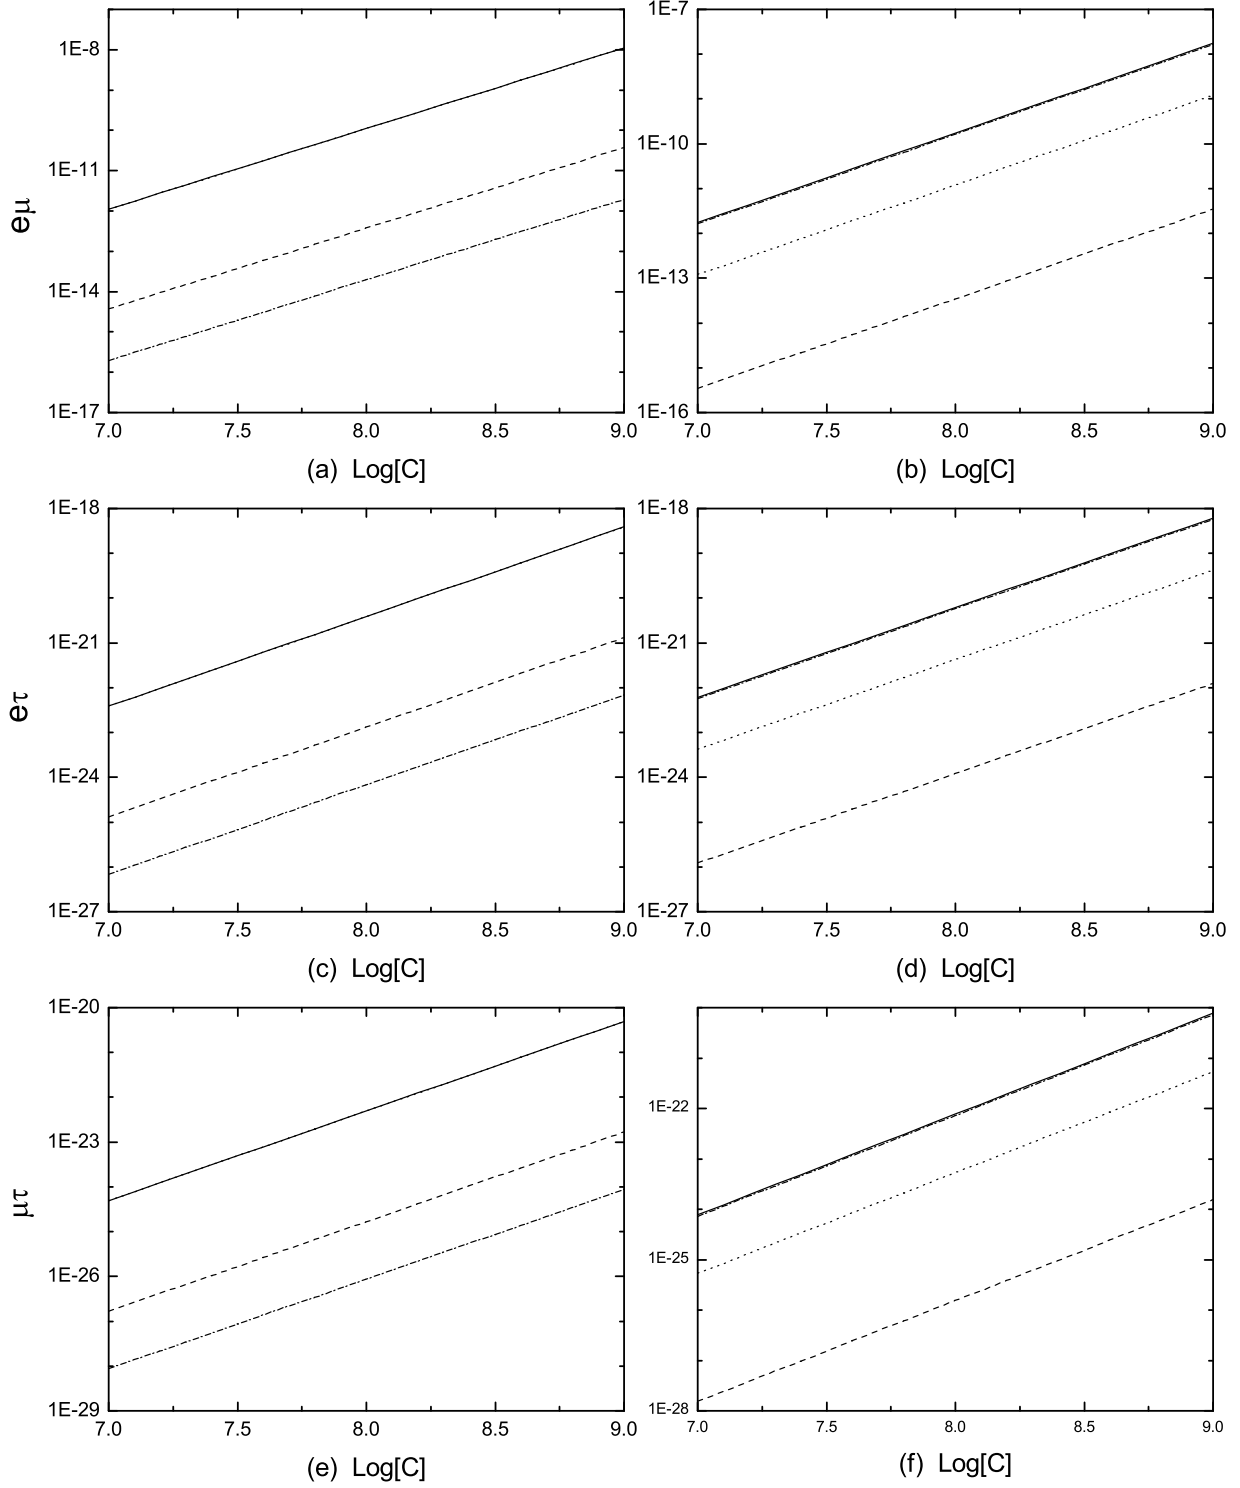 1E-8
1E-11
1E-14
1E-17
eμ
7.0 7.5 8.0 8.5 9.0
(a) Log[C]
1E-7
1E-10
1E-13
1E-16
7.0 7.5 8.0 8.5 9.0
(b) Log[C]
1E-18
1E-21
1E-24
1E-27
eτ
7.0 7.5 8.0 8.5 9.0
(c) Log[C]
1E-18
1E-21
1E-24
1E-27
7.0 7.5 8.0 8.5 9.0
(d) Log[C]
1E-20
1E-23
1E-26
1E-29
μτ
7.0 7.5 8.0 8.5 9.0
(e) Log[C]
1E-22
1E-25
1E-28
7.0 7.5 8.0 8.5 9.0
(f) Log[C]